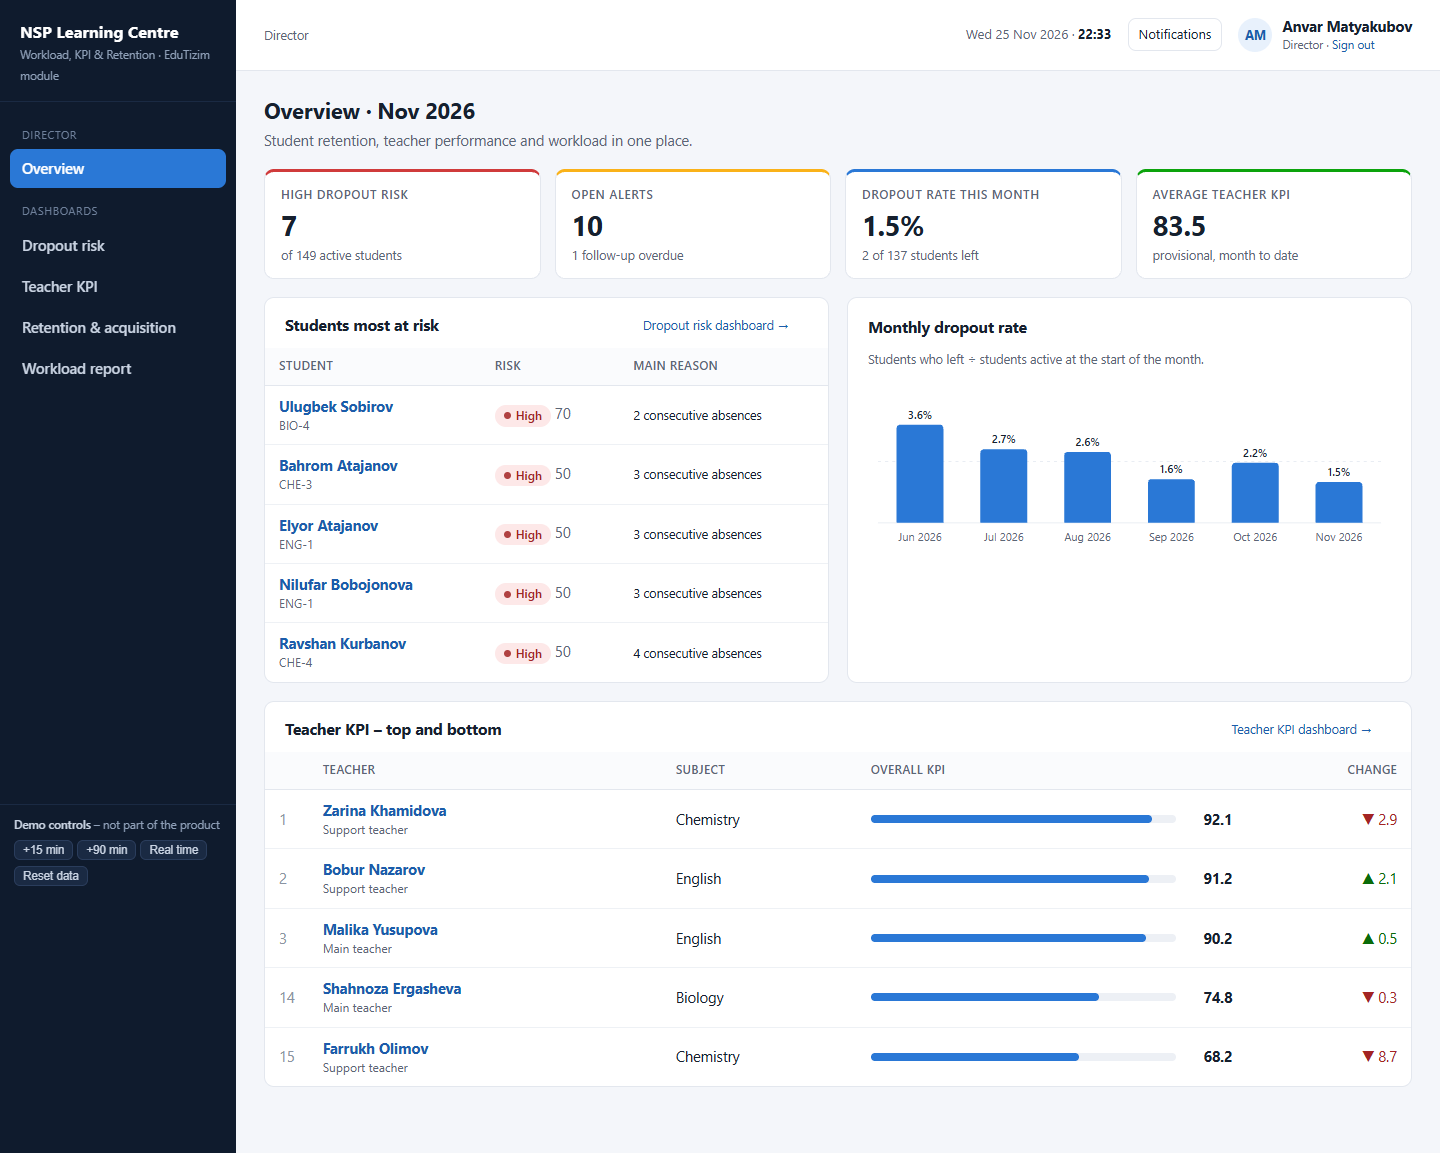 NSP Learning Centre
Workload, KPI & Retention · EduTizim
module
DIRECTOR
Overview
DASHBOARDS
Dropout risk
Teacher KPI
Retention & acquisition
Workload report
Demo controls – not part of the product
+15 min +90 min Real time
Reset data
Director
Wed 25 Nov 2026 · 22:33
Notifications
AM
Anvar Matyakubov
Director · Sign out
Overview · Nov 2026
Student retention, teacher performance and workload in one place.
HIGH DROPOUT RISK
7
of 149 active students
OPEN ALERTS
10
1 follow-up overdue
DROPOUT RATE THIS MONTH
1.5%
2 of 137 students left
AVERAGE TEACHER KPI
83.5
provisional, month to date
Students most at risk
Dropout risk dashboard →
STUDENT RISK MAIN REASON
Ulugbek Sobirov
BIO-4
High 70
2 consecutive absences
Bahrom Atajanov
CHE-3
High 50
3 consecutive absences
Elyor Atajanov
ENG-1
High 50
3 consecutive absences
Nilufar Bobojonova
ENG-1
High 50
3 consecutive absences
Ravshan Kurbanov
CHE-4
High 50
4 consecutive absences
Monthly dropout rate
Students who left ÷ students active at the start of the month.
3.6%
2.7%
2.6%
1.6%
2.2%
1.5%
Jun 2026 Jul 2026 Aug 2026 Sep 2026 Oct 2026 Nov 2026
Teacher KPI – top and bottom
Teacher KPI dashboard →
TEACHER SUBJECT OVERALL KPI CHANGE
1
Zarina Khamidova
Support teacher
Chemistry
92.1
▼ 2.9
2
Bobur Nazarov
Support teacher
English
91.2
▲ 2.1
3
Malika Yusupova
Main teacher
English
90.2
▲ 0.5
14
Shahnoza Ergasheva
Main teacher
Biology
74.8
▼ 0.3
15
Farrukh Olimov
Support teacher
Chemistry
68.2
▼ 8.7